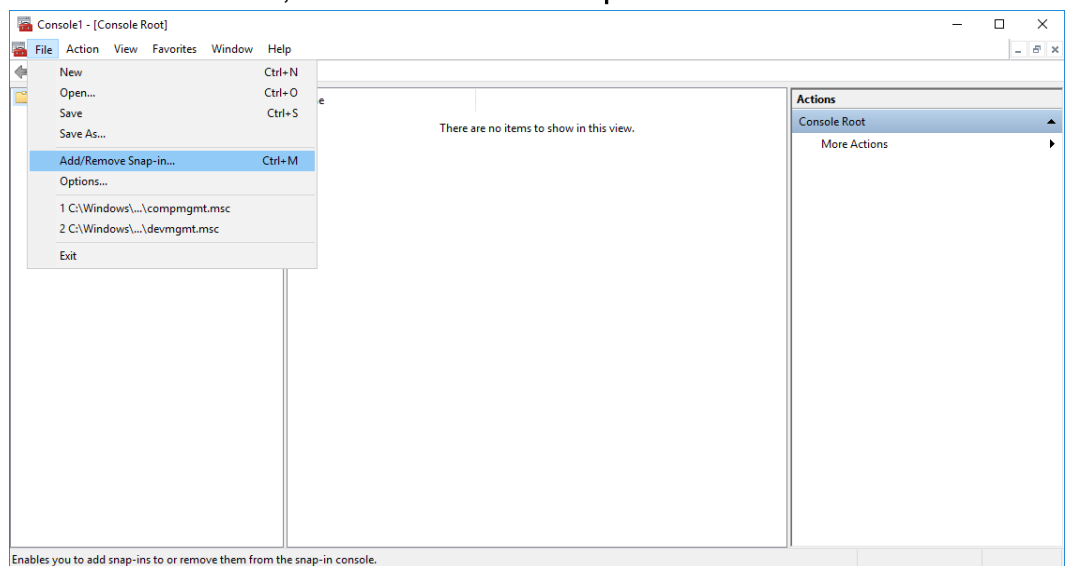 Console1 - [Console Root]
File Action View Favorites Window Help
New Ctrl+N
Open... Ctrl+O
Save Ctrl+S
Save As...
Add/Remove Snap-in... Ctrl+M
Options...
1 C:\Windows\...\compmgmt.msc
2 C:\Windows\...\devmgmt.msc
Exit
e
There are no items to show in this view.
Actions
Console Root
More Actions
Enables you to add snap-ins to or remove them from the snap-in console.